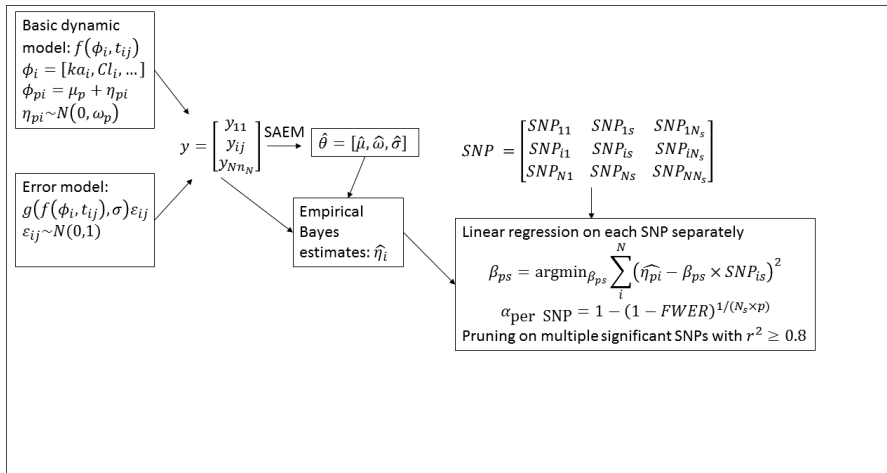 Basic dynamic
model: f(ϕ_i, t_ij)
ϕ_i = [ka_i, Cl_i, …]
ϕ_pi = μ_p + η_pi
η_pi~N(0, ω_p)
Error model:
g(f(ϕ_i, t_ij), σ)ε_ij
ε_ij~N(0,1)
y = [y_11 y_ij y_Nn_N]
SAEM
θ̂ = [μ̂, ω̂, σ̂]
Empirical
Bayes
estimates: η̂_i
SNP = [SNP_11 SNP_1s SNP_1N_s
SNP_i1 SNP_is SNP_iN_s
SNP_N1 SNP_Ns SNP_NN_s]
Linear regression on each SNP separately
β_ps = argmin_β_ps ∑_i^N (η̂_pi − β_ps × SNP_is)^2
α_per SNP = 1 − (1 − FWER)^1/(N_s×p)
Pruning on multiple significant SNPs with r^2 ≥ 0.8